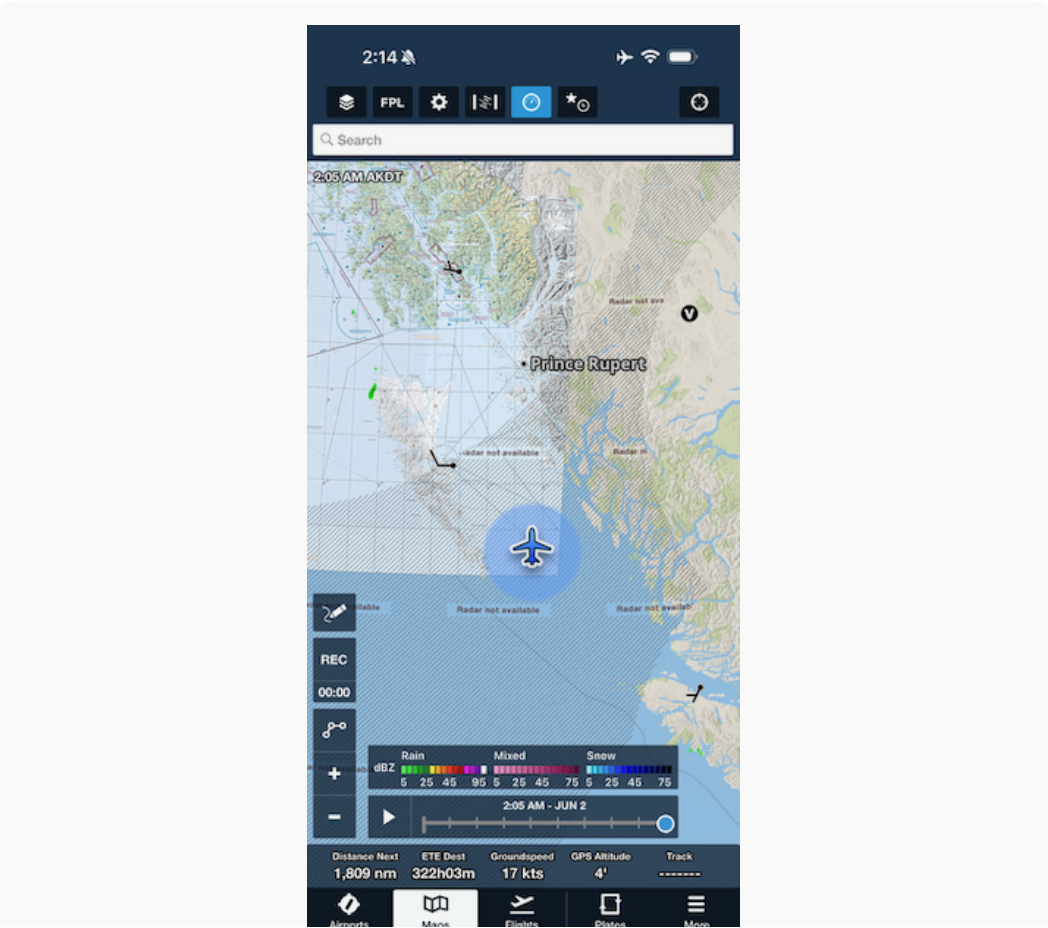 2:14
FPL
Search
2:05 AM AKDT
Radar not ave
Prince Rupert
adar not available
Radar n
ilable
Radar not available
Radar not availab
REC
00:00
Rain Mixed Snow
dBZ
5 25 45 95 5 25 45 75 5 25 45 75
+
2:05 AM - JUN 2
−
Distance Next ETE Dest Groundspeed GPS Altitude Track
1,809 nm 322h03m 17 kts 4' -------
Airports Maps Flights Plates More
V